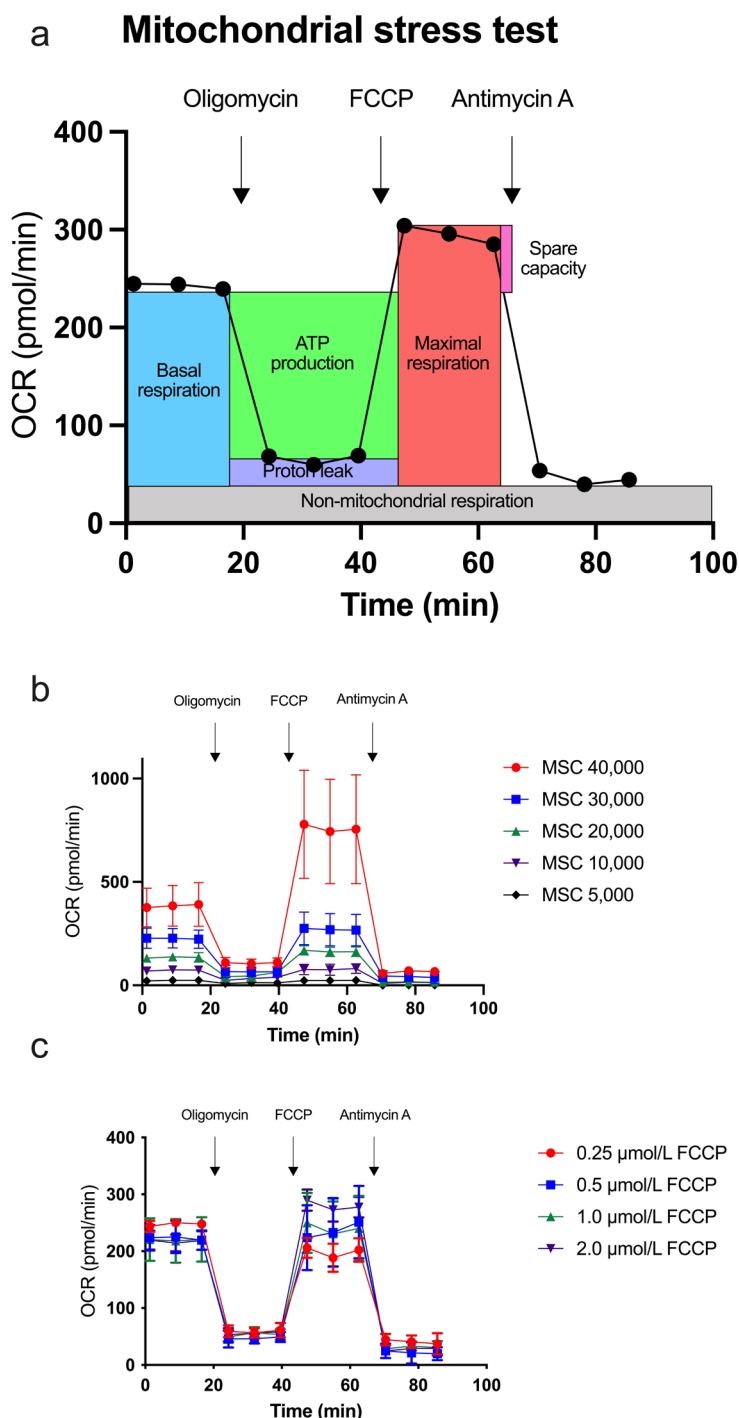 a
Mitochondrial stress test
Oligomycin
FCCP
Antimycin A
OCR (pmol/min)
400
300
200
100
0
Basal
respiration
ATP
production
Proton leak
Maximal
respiration
Spare
capacity
Non-mitochondrial respiration
0
20
40
60
80
100
Time (min)
b
Oligomycin
FCCP
Antimycin A
OCR (pmol/min)
1000
500
0
0
20
40
60
80
100
Time (min)
MSC 40,000
MSC 30,000
MSC 20,000
MSC 10,000
MSC 5,000
c
Oligomycin
FCCP
Antimycin A
OCR (pmol/min)
400
300
200
100
0
0
20
40
60
80
100
Time (min)
0.25 µmol/L FCCP
0.5 µmol/L FCCP
1.0 µmol/L FCCP
2.0 µmol/L FCCP